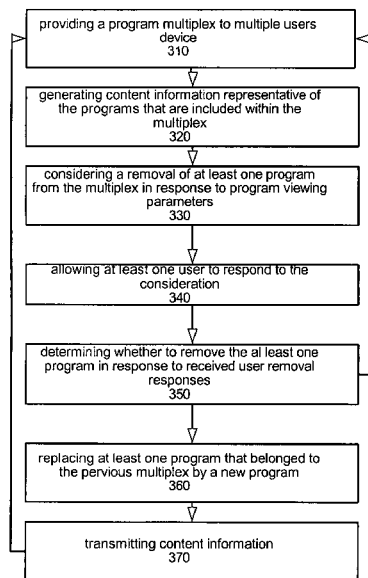 providing a program multiplex to multiple users
device
310
generating content information representative of
the programs that are included within the
multiplex
320
considering a removal of at least one program
from the multiplex in response to program viewing
parameters
330
allowing at least one user to respond to the
consideration
340
determining whether to remove the al least one
program in response to received user removal
responses
350
replacing at least one program that belonged to
the pervious multiplex by a new program
360
transmitting content information
370